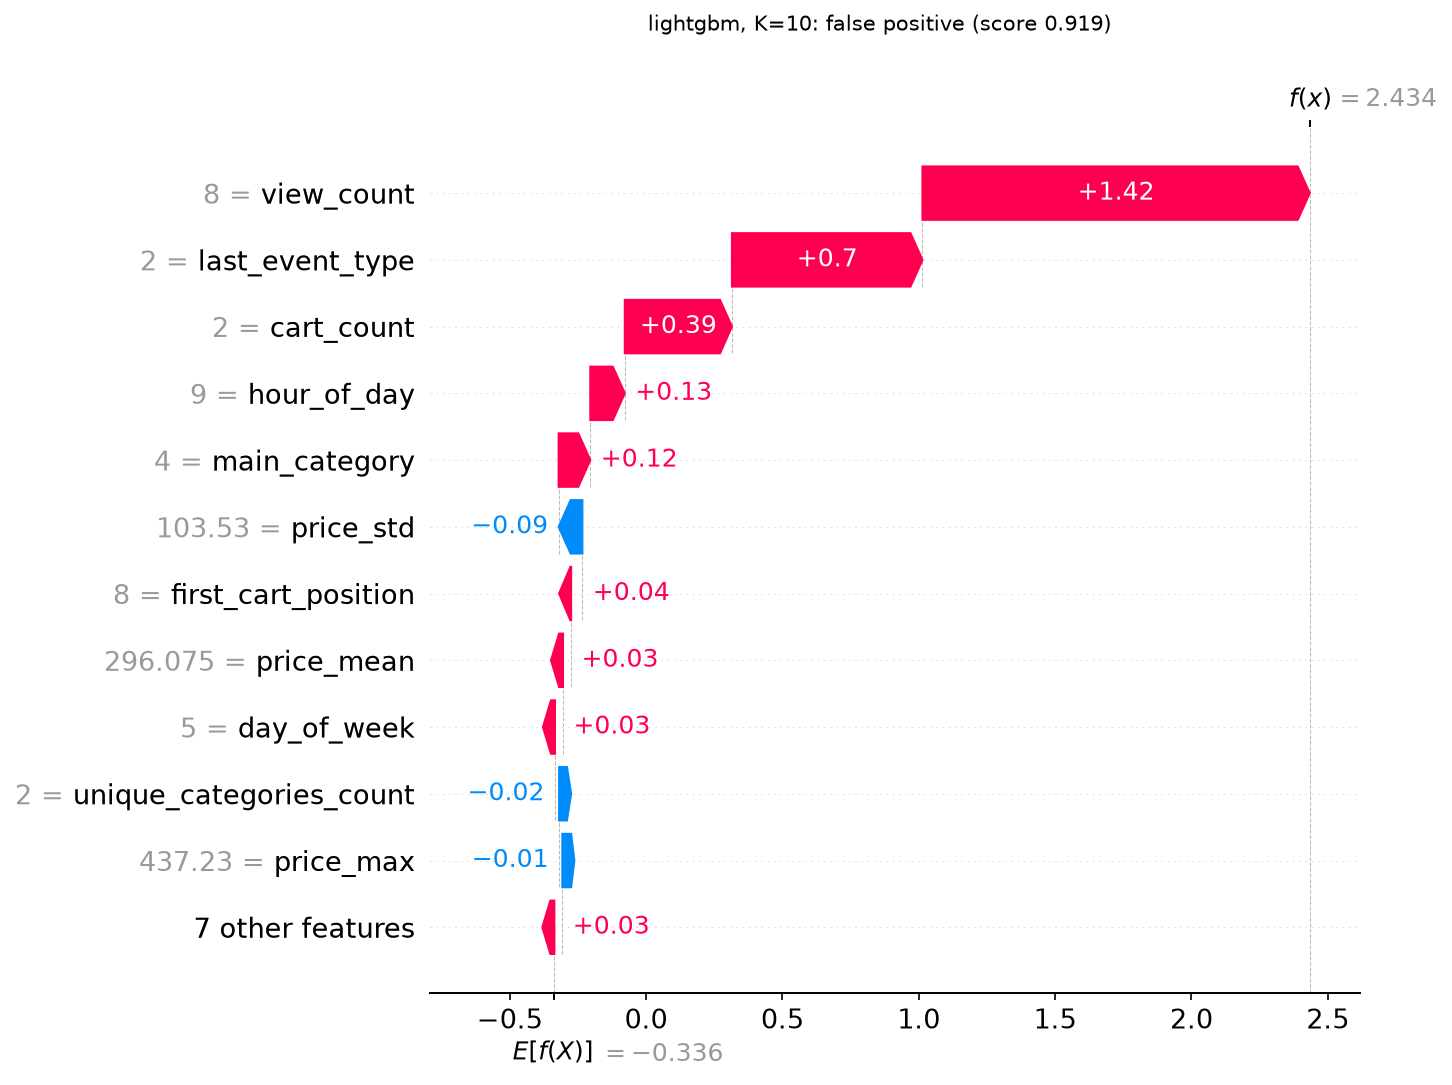 lightgbm, K=10: false positive (score 0.919)
f(x) = 2.434
8 = view_count +1.42
2 = last_event_type +0.7
2 = cart_count +0.39
9 = hour_of_day +0.13
4 = main_category +0.12
103.53 = price_std −0.09
8 = first_cart_position +0.04
296.075 = price_mean +0.03
5 = day_of_week +0.03
2 = unique_categories_count −0.02
437.23 = price_max −0.01
7 other features +0.03
−0.5 0.0 0.5 1.0 1.5 2.0 2.5
E[f(X)] = −0.336